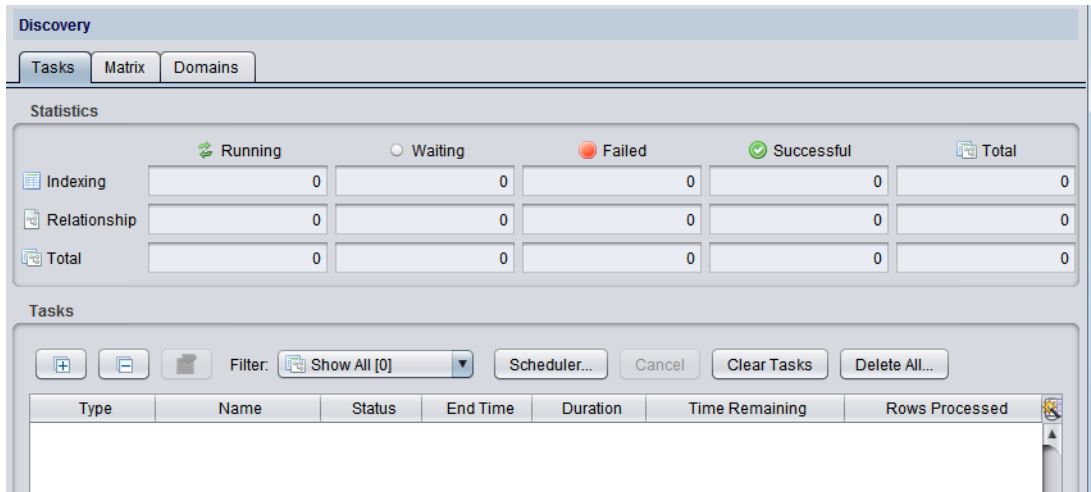 Discovery
Tasks Matrix Domains
Statistics
Running Waiting Failed Successful Total
Indexing 0 0 0 0 0
Relationship 0 0 0 0 0
Total 0 0 0 0 0
Tasks
Filter: Show All [0] Scheduler... Cancel Clear Tasks Delete All...
Type Name Status End Time Duration Time Remaining Rows Processed